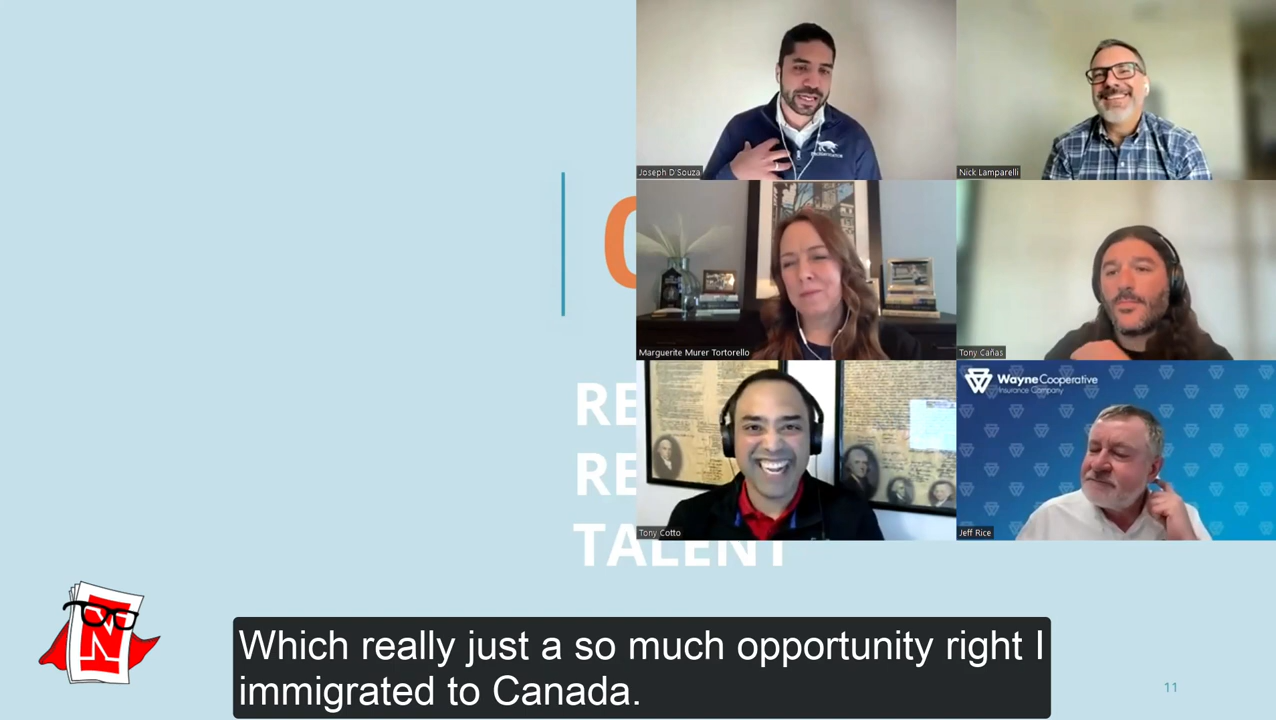 Joseph D'Souza
Nick Lamparelli
Marguerite Murer Tortorello
Tony Cañas
Wayne Cooperative
Insurance Company
Tony Cotto
Jeff Rice
RE
RE
TALENT
N
Which really just a so much opportunity right I
immigrated to Canada.
11